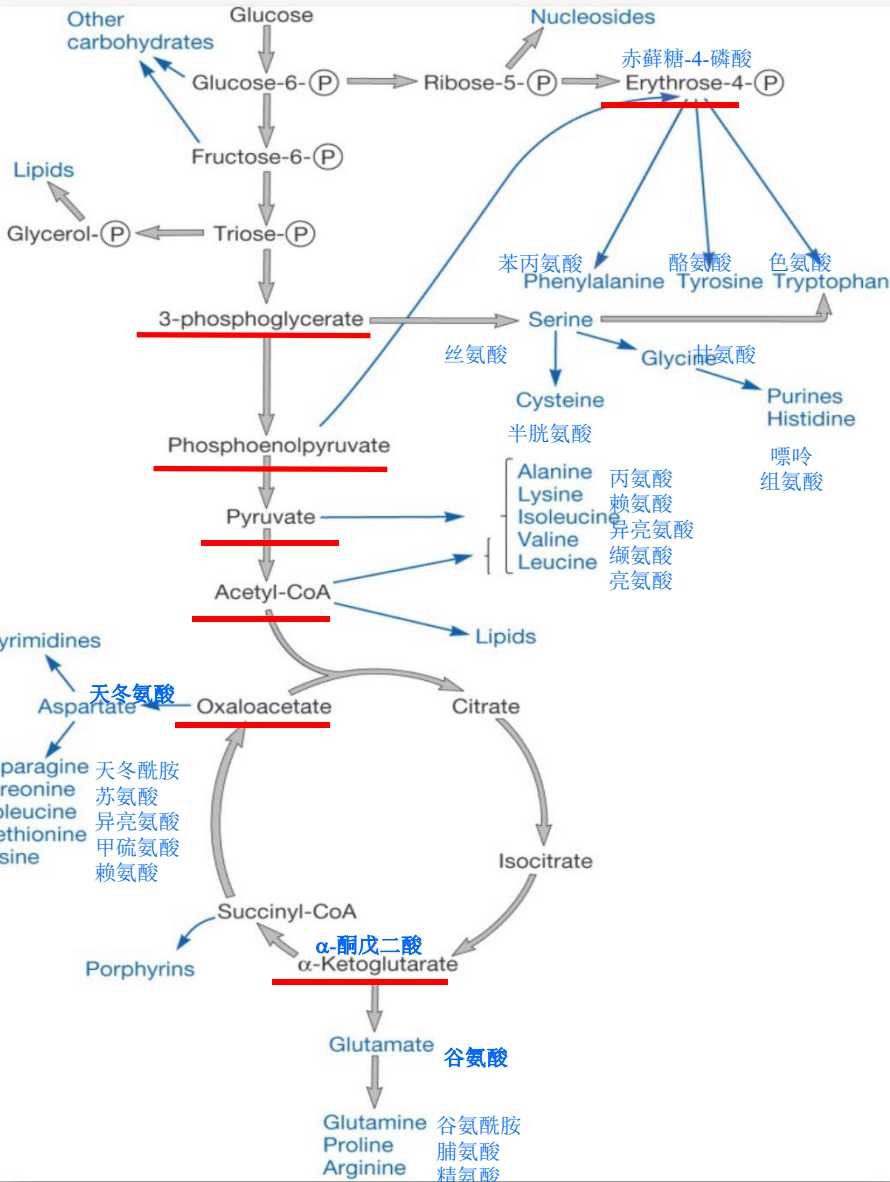 Glucose
Other
carbohydrates
Nucleosides
赤藓糖-4-磷酸
Glucose-6-P
Ribose-5-P
Erythrose-4-P
Fructose-6-P
Lipids
Glycerol-P
Triose-P
苯丙氨酸
酪氨酸
色氨酸
Phenylalanine
Tyrosine
Tryptophan
3-phosphoglycerate
Serine
丝氨酸
Glycine
甘氨酸
Cysteine
半胱氨酸
Purines
Histidine
嘌呤
组氨酸
Phosphoenolpyruvate
Alanine 丙氨酸
Lysine 赖氨酸
Isoleucine 异亮氨酸
Valine 缬氨酸
Leucine 亮氨酸
Pyruvate
Acetyl-CoA
Lipids
yrimidines
天冬氨酸
Aspartate
Oxaloacetate
Citrate
paragine 天冬酰胺
reonine 苏氨酸
oleucine 异亮氨酸
ethionine 甲硫氨酸
sine 赖氨酸
Isocitrate
Succinyl-CoA
α-酮戊二酸
α-Ketoglutarate
Porphyrins
Glutamate 谷氨酸
Glutamine 谷氨酰胺
Proline 脯氨酸
Arginine 精氨酸